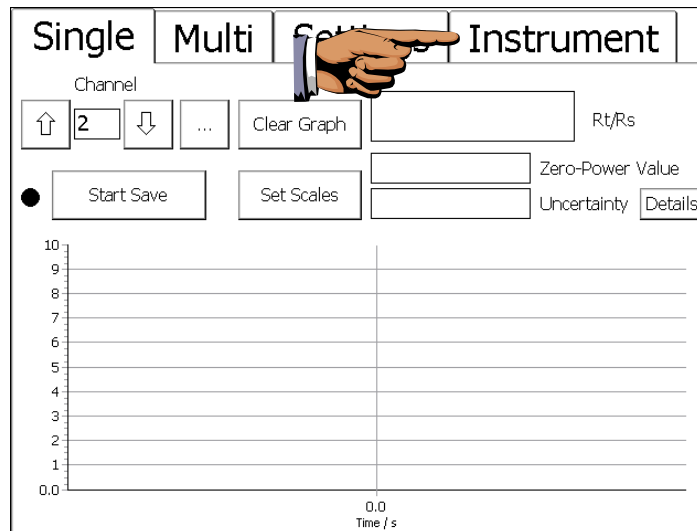 Single Multi Instrument
Channel
2 ... Clear Graph Rt/Rs
Zero-Power Value
Start Save Set Scales
Uncertainty Details
10
9
8
7
6
5
4
3
2
1
0.0
0.0
Time / s